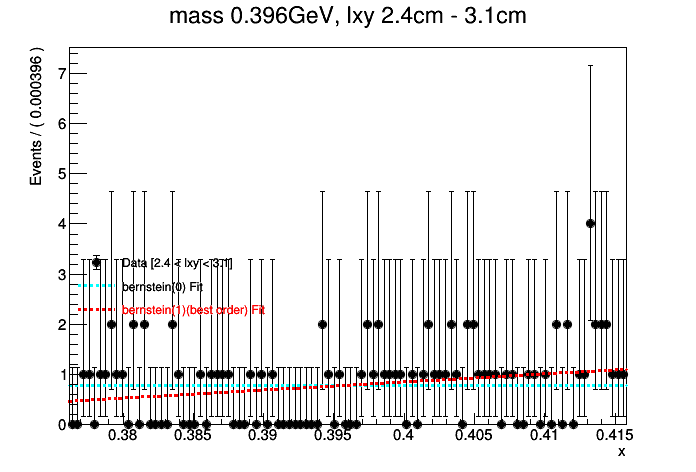 mass 0.396GeV, lxy 2.4cm - 3.1cm
Events / ( 0.000396 )
7
6
5
4
3
2
1
0
Data [2.4 < lxy < 3.1]
bernstein(0) Fit
bernstein(1)(best order) Fit
0.38 0.385 0.39 0.395 0.4 0.405 0.41 0.415
x